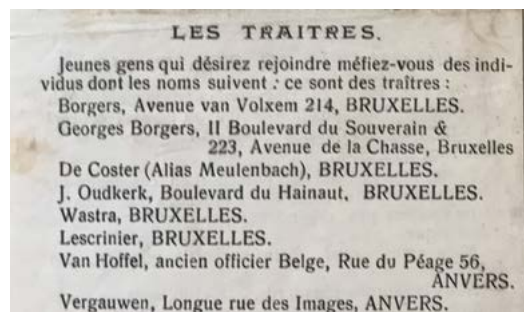 LES TRAITRES.
Jeunes gens qui désirez rejoindre méfiez-vous des indi-
vidus dont les noms suivent : ce sont des traîtres :
Borgers, Avenue van Volxem 214, BRUXELLES.
Georges Borgers, II Boulevard du Souverain &
223, Avenue de la Chasse, Bruxelles
De Coster (Alias Meulenbach), BRUXELLES.
J. Oudkerk, Boulevard du Hainaut, BRUXELLES.
Wastra, BRUXELLES.
Lescrinier, BRUXELLES.
Van Hoffel, ancien officier Belge, Rue du Péage 56,
ANVERS.
Vergauwen, Longue rue des Images, ANVERS.